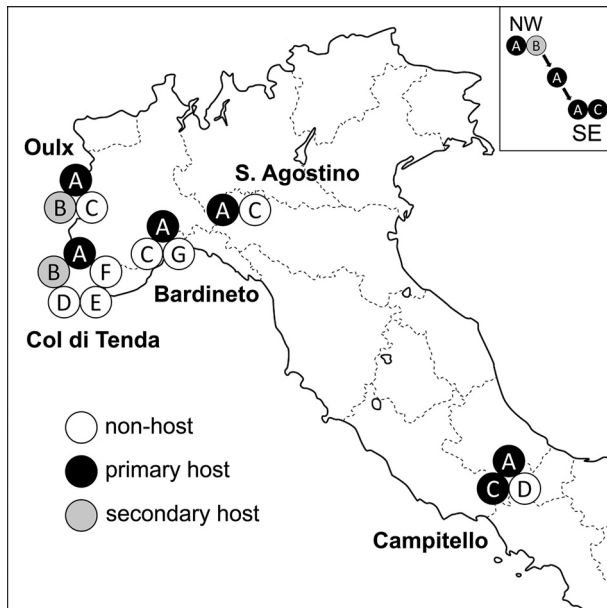 NW
A B
A
A C
SE
Oulx
A
B C
S. Agostino
A C
A
C G
Bardineto
A
B F
D E
Col di Tenda
non-host
primary host
secondary host
A
C D
Campitello